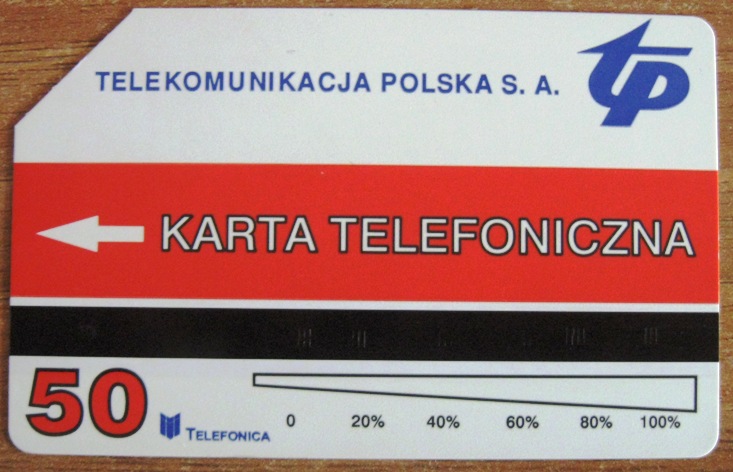 TELEKOMUNIKACJA POLSKA S. A.
tp
KARTA TELEFONICZNA
50
TELEFONICA
0 20% 40% 60% 80% 100%